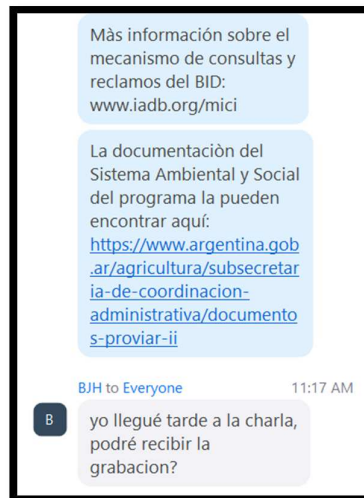 Màs información sobre el
mecanismo de consultas y
reclamos del BID:
www.iadb.org/mici
La documentaciòn del
Sistema Ambiental y Social
del programa la pueden
encontrar aquí:
https://www.argentina.gob
.ar/agricultura/subsecretar
ia-de-coordinacion-
administrativa/documento
s-proviar-ii
BJH to Everyone 11:17 AM
B
yo llegué tarde a la charla,
podré recibir la
grabacion?